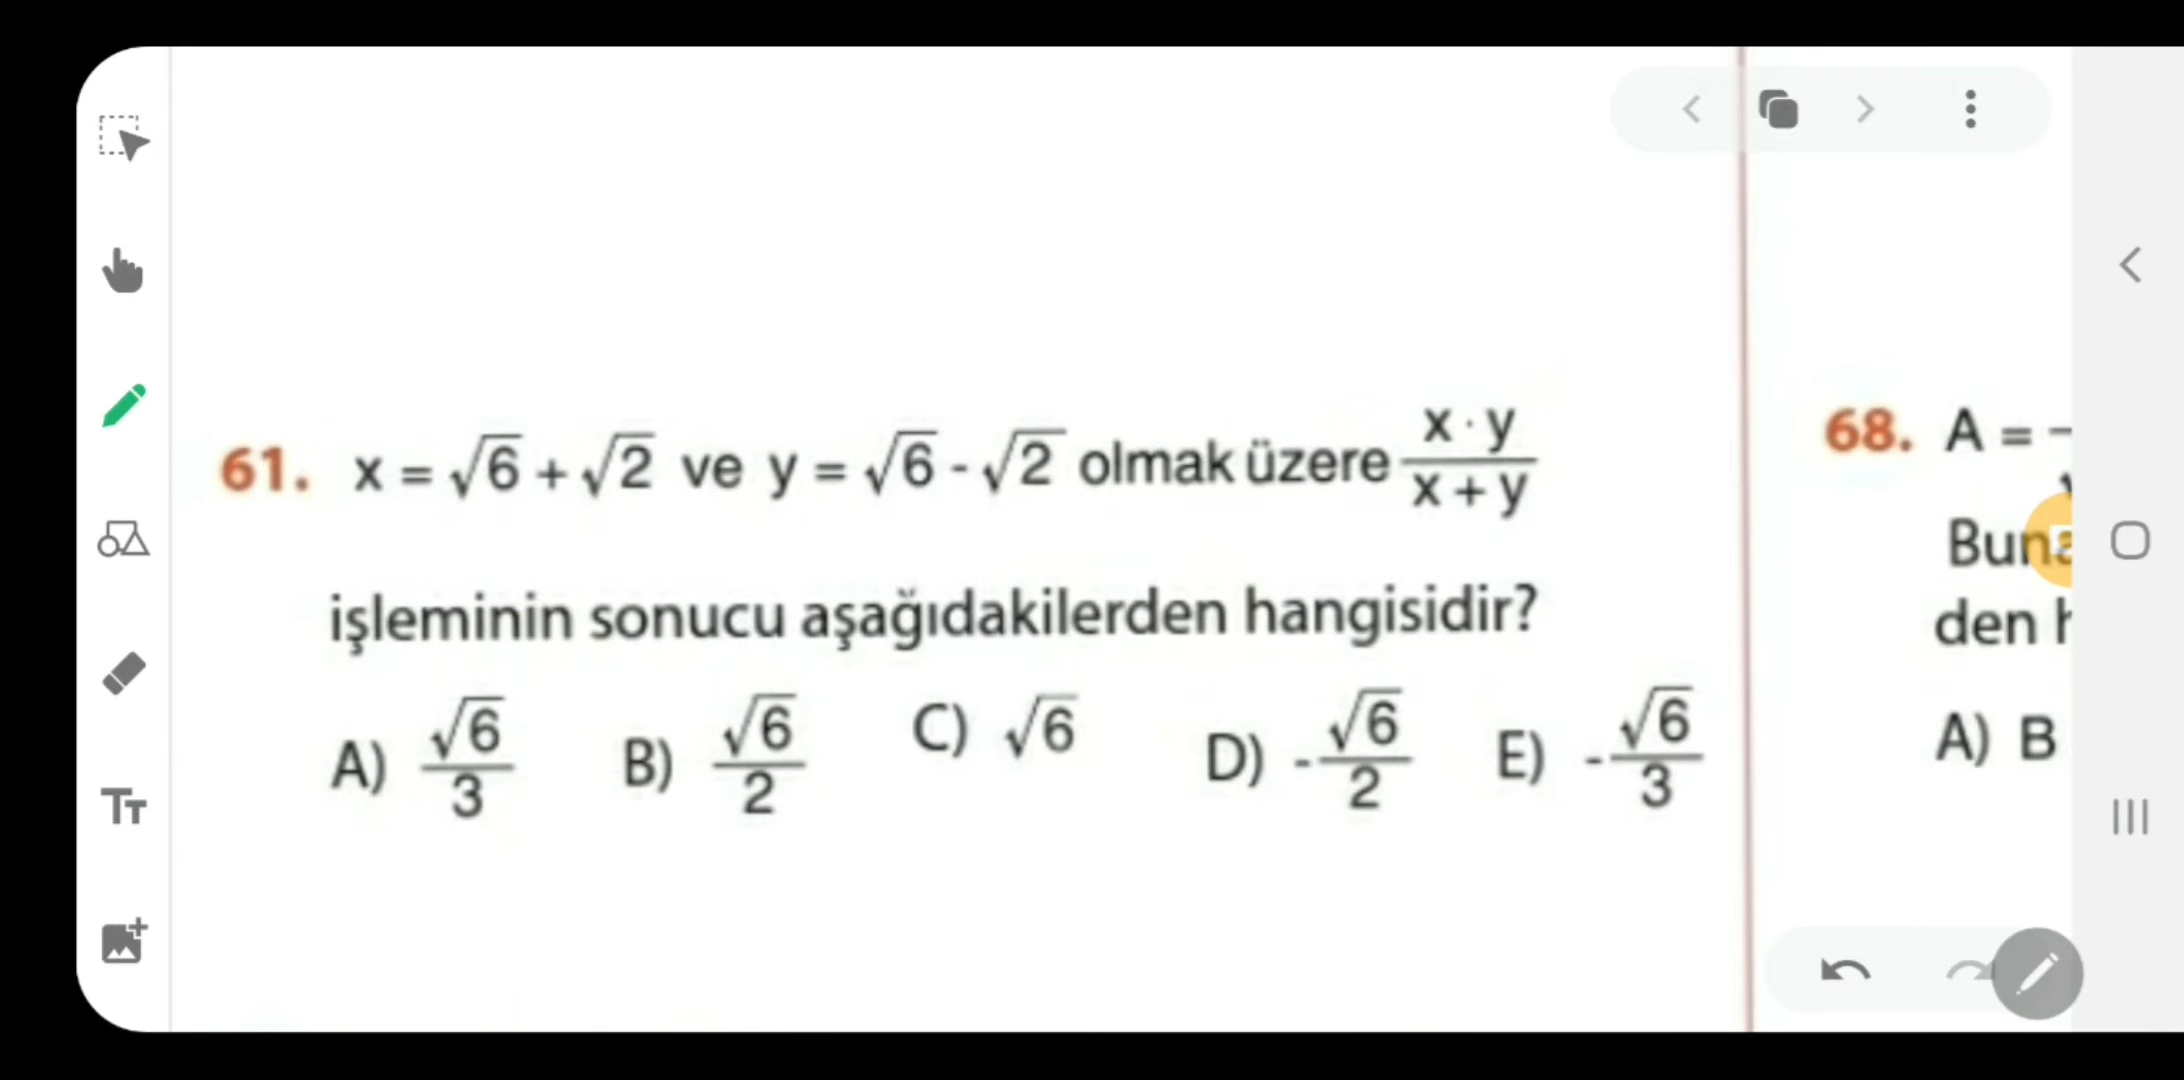 61. x = √6 + √2 ve y = √6 - √2 olmak üzere (x · y)/(x + y)
işleminin sonucu aşağıdakilerden hangisidir?
A) √6/3 B) √6/2 C) √6 D) -√6/2 E) -√6/3
68. A =
den
A) B
Tт